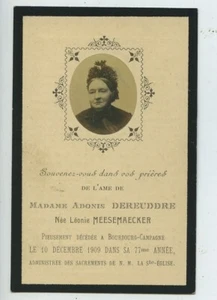 Souvenez-vous dans vos prières
DE L'AME DE
MADAME ADONIS DEREUDDRE
Née Léonie MEESEMAECKER
PIEUSEMENT DÉCÉDÉE A BOURBOURG-CAMPAGNE
LE 10 DÉCEMBRE 1909 DANS SA 77me ANNÉE,
ADMINISTRÉE DES SACREMENTS DE N. M. LA Ste-ÉGLISE.